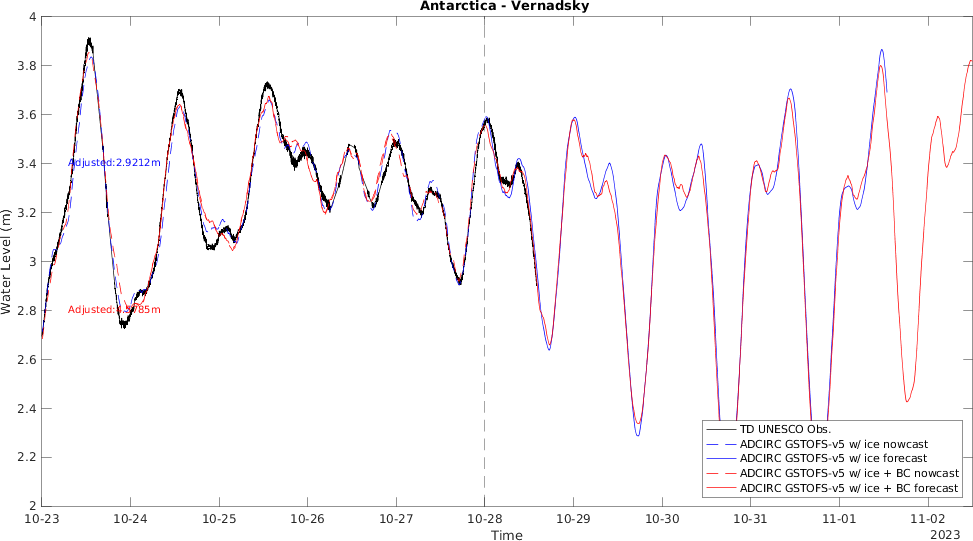 Antarctica - Vernadsky
Water Level (m)
4
3.8
3.6
3.4
3.2
3
2.8
2.6
2.4
2.2
2
Adjusted:2.9212m
Adjusted:
10-23
10-24
10-25
10-26
10-27
10-28
10-29
10-30
10-31
11-01
11-02
Time
2023
TD UNESCO Obs.
ADCIRC GSTOFS-v5 w/ ice nowcast
ADCIRC GSTOFS-v5 w/ ice forecast
ADCIRC GSTOFS-v5 w/ ice + BC nowcast
ADCIRC GSTOFS-v5 w/ ice + BC forecast